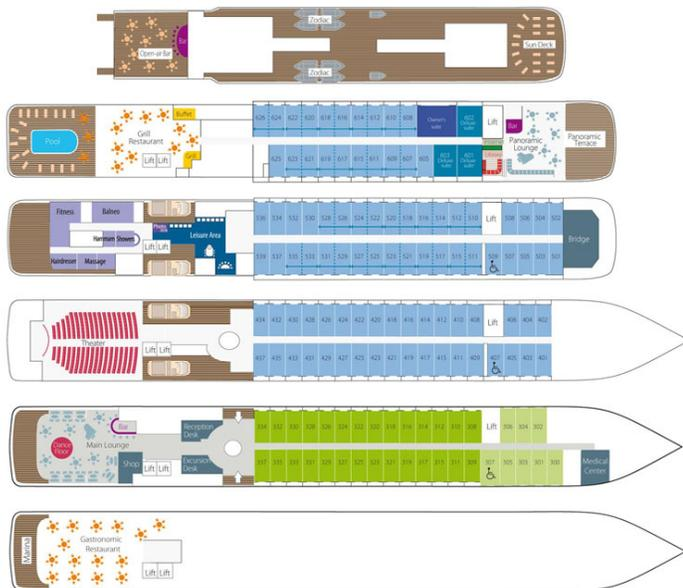 Zodiac
Open-air Bar
Bar
Sun Deck
Zodiac
Buffet
626 624 622 620 618 616 614 612 610 608
Owner's
suite
602
Deluxe
suite
Lift
Bar
Pool
Grill
Restaurant
Panoramic
Lounge
Panoramic
Terrace
Lift Lift
Grill
625 623 621 619 617 615 611 609 607 605
603
Deluxe
suite
601
Deluxe
suite
Fitness
Balneo
Photo
desk
536 534 532 530 528 526 524 522 520 518 514 512 510
Lift
508 506 504 502
Hammam Showers
Lift Lift
Leisure Area
Bridge
Hairdresser
Massage
539 537 535 533 531 529 527 525 521 519 517 515 511
509
507 505 503 501
434 432 430 428 426 424 422 420 418 416 414 412 410 408
Lift
406 404 402
Theater
Lift Lift
437 435 433 431 429 427 425 423 421 419 417 415 411 409
407
405 403 401
Bar
Reception
Desk
334 332 330 328 326 324 322 320 318 316 314 312 310 308
Lift
306 304 302
Dance
Floor
Main Lounge
Shop
Lift Lift
Excursion
Desk
337 335 333 331 329 327 325 323 321 319 317 315 311 309
307
305 303 301 300
Medical
Center
Marina
Gastronomic
Restaurant
Lift Lift